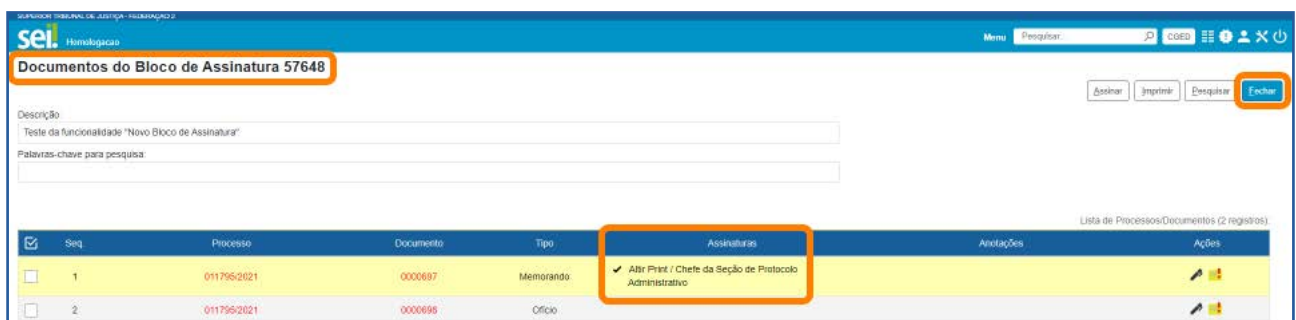 SUPERIOR TRIBUNAL DE JUSTIÇA - FEDERAÇÃO 2
sei. Homologacao Menu Pesquisar... CGED
Documentos do Bloco de Assinatura 57648
Assinar Imprimir Pesquisar Fechar
Descrição
Teste da funcionalidade "Novo Bloco de Assinatura"
Palavras-chave para pesquisa:
Lista de Processos/Documentos (2 registros):
Seq. Processo Documento Tipo Assinaturas Anotações Ações
1 011795/2021 0000697 Memorando Altir Print / Chefe da Seção de Protocolo
Administrativo
2 011795/2021 0000698 Ofício